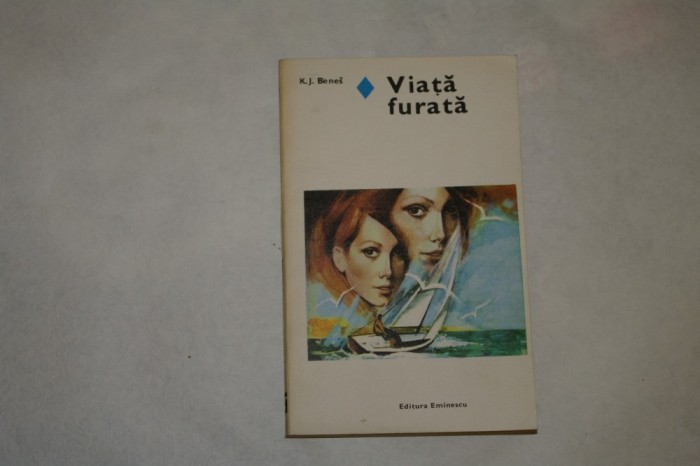 K. J. Beneš
Viață
furată
Editura Eminescu